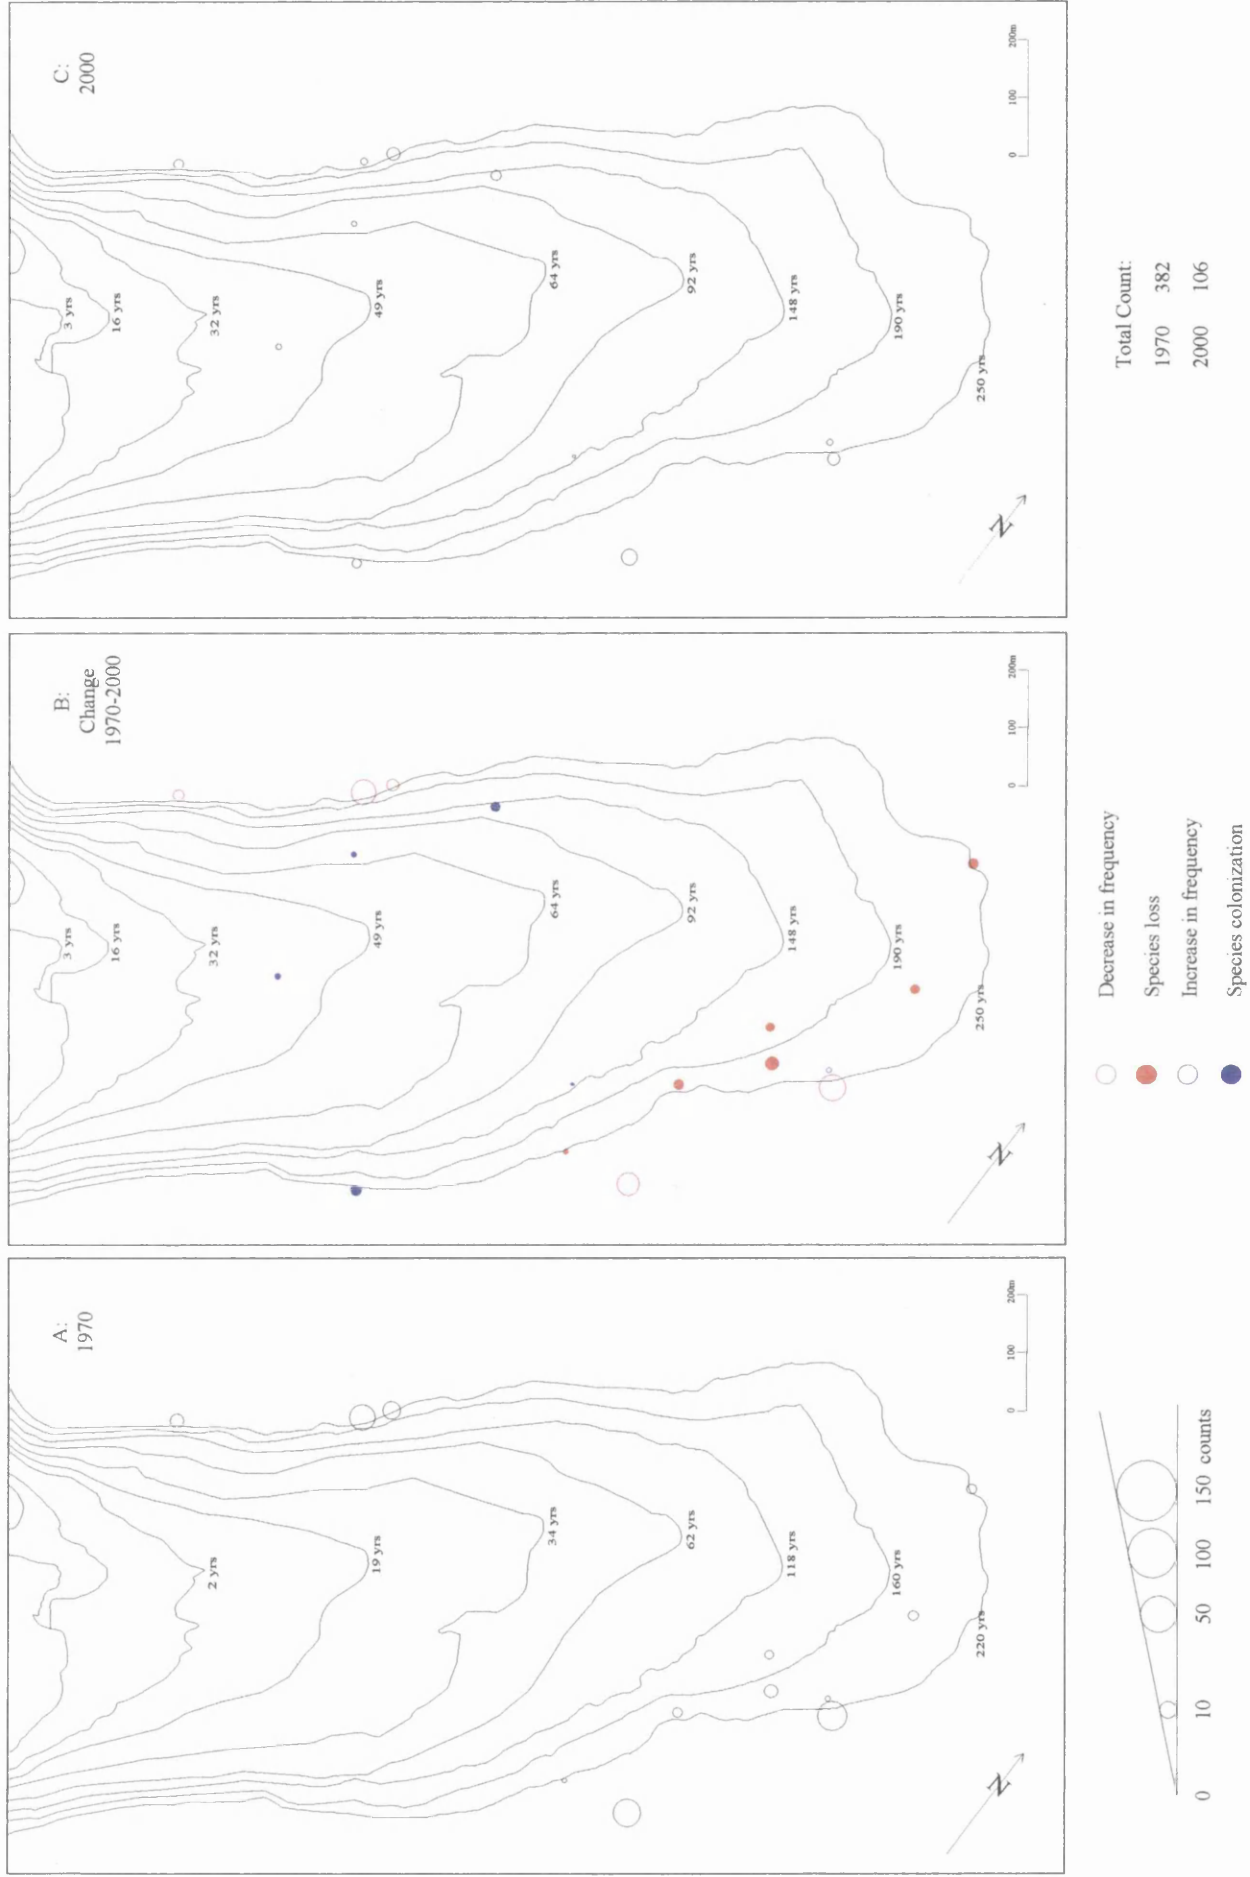 A:
1970
2 yrs
19 yrs
34 yrs
62 yrs
118 yrs
160 yrs
220 yrs
N
0 100 200m
B:
Change
1970-2000
3 yrs
16 yrs
32 yrs
49 yrs
64 yrs
92 yrs
148 yrs
190 yrs
250 yrs
N
0 100 200m
C:
2000
3 yrs
16 yrs
32 yrs
49 yrs
64 yrs
92 yrs
148 yrs
190 yrs
250 yrs
N
0 100 200m
0 10 50 100 150 counts
Decrease in frequency
Species loss
Increase in frequency
Species colonization
Total Count:
1970 382
2000 106